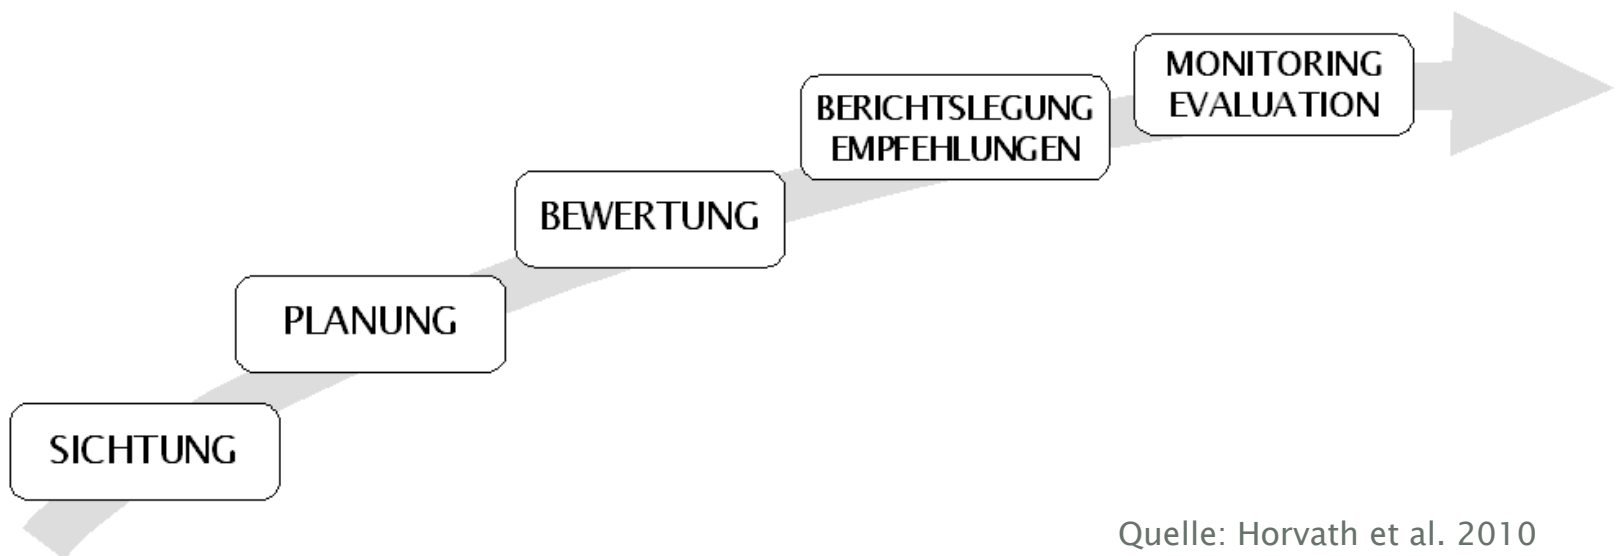 SICHTUNG
PLANUNG
BEWERTUNG
BERICHTSLEGUNG
EMPFEHLUNGEN
MONITORING
EVALUATION
Quelle: Horvath et al. 2010